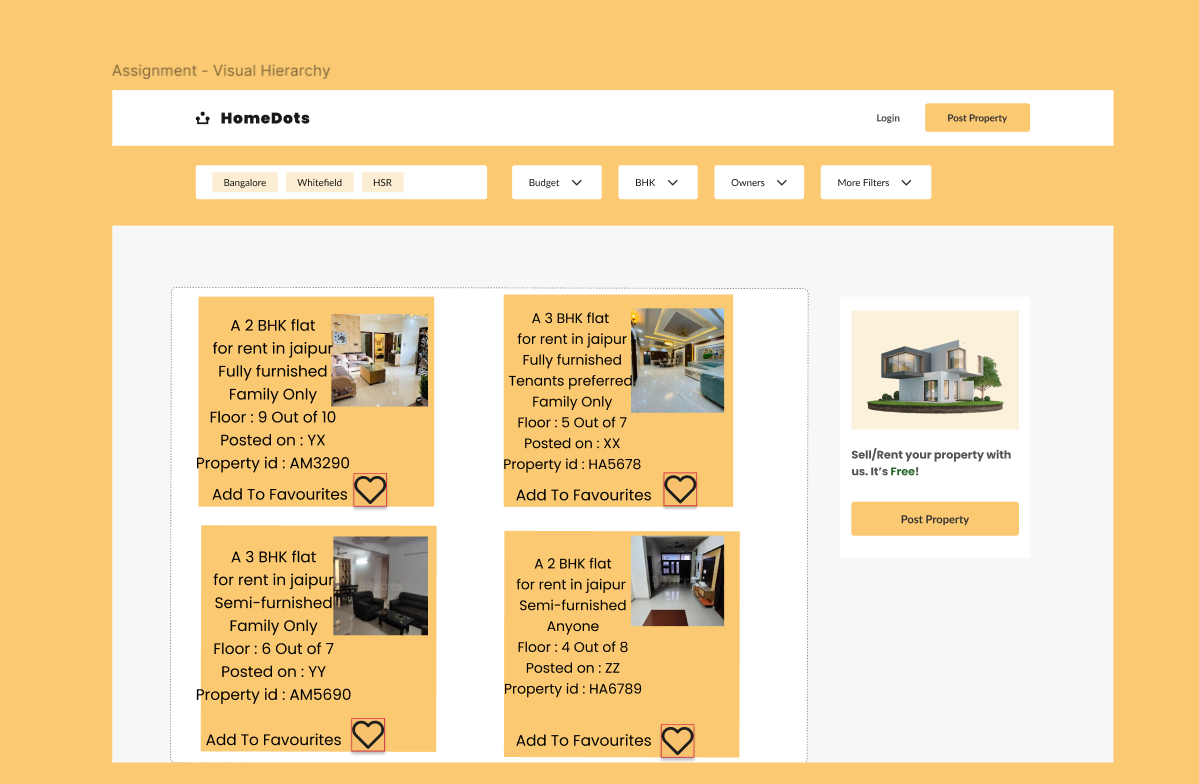 Assignment - Visual Hierarchy
HomeDots
Login
Post Property
Bangalore
Whitefield
HSR
Budget
BHK
Owners
More Filters
A 2 BHK flat
for rent in jaipur
Fully furnished
Family Only
Floor : 9 Out of 10
Posted on : YX
Property id : AM3290
Add To Favourites
A 3 BHK flat
for rent in jaipur
Fully furnished
Tenants preferred
Family Only
Floor : 5 Out of 7
Posted on : XX
Property id : HA5678
Add To Favourites
A 3 BHK flat
for rent in jaipur
Semi-furnished
Family Only
Floor : 6 Out of 7
Posted on : YY
Property id : AM5690
Add To Favourites
A 2 BHK flat
for rent in jaipur
Semi-furnished
Anyone
Floor : 4 Out of 8
Posted on : ZZ
Property id : HA6789
Add To Favourites
Sell/Rent your property with
us. It’s Free!
Post Property